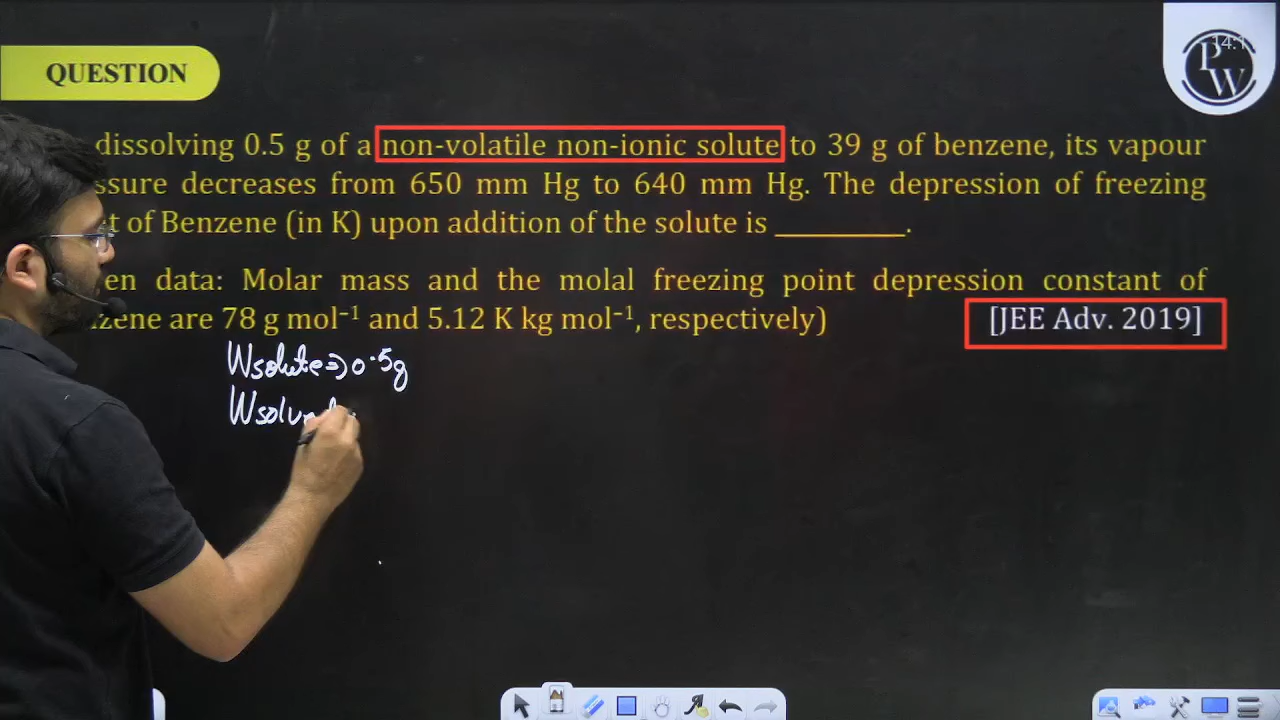 QUESTION
dissolving 0.5 g of a non-volatile non-ionic solute to 39 g of benzene, its vapour
ssure decreases from 650 mm Hg to 640 mm Hg. The depression of freezing
t of Benzene (in K) upon addition of the solute is __________.
en data: Molar mass and the molal freezing point depression constant of
zene are 78 g mol⁻¹ and 5.12 K kg mol⁻¹, respectively)
[JEE Adv. 2019]
Wsolute⇒0.5g
Wsolv
P
W